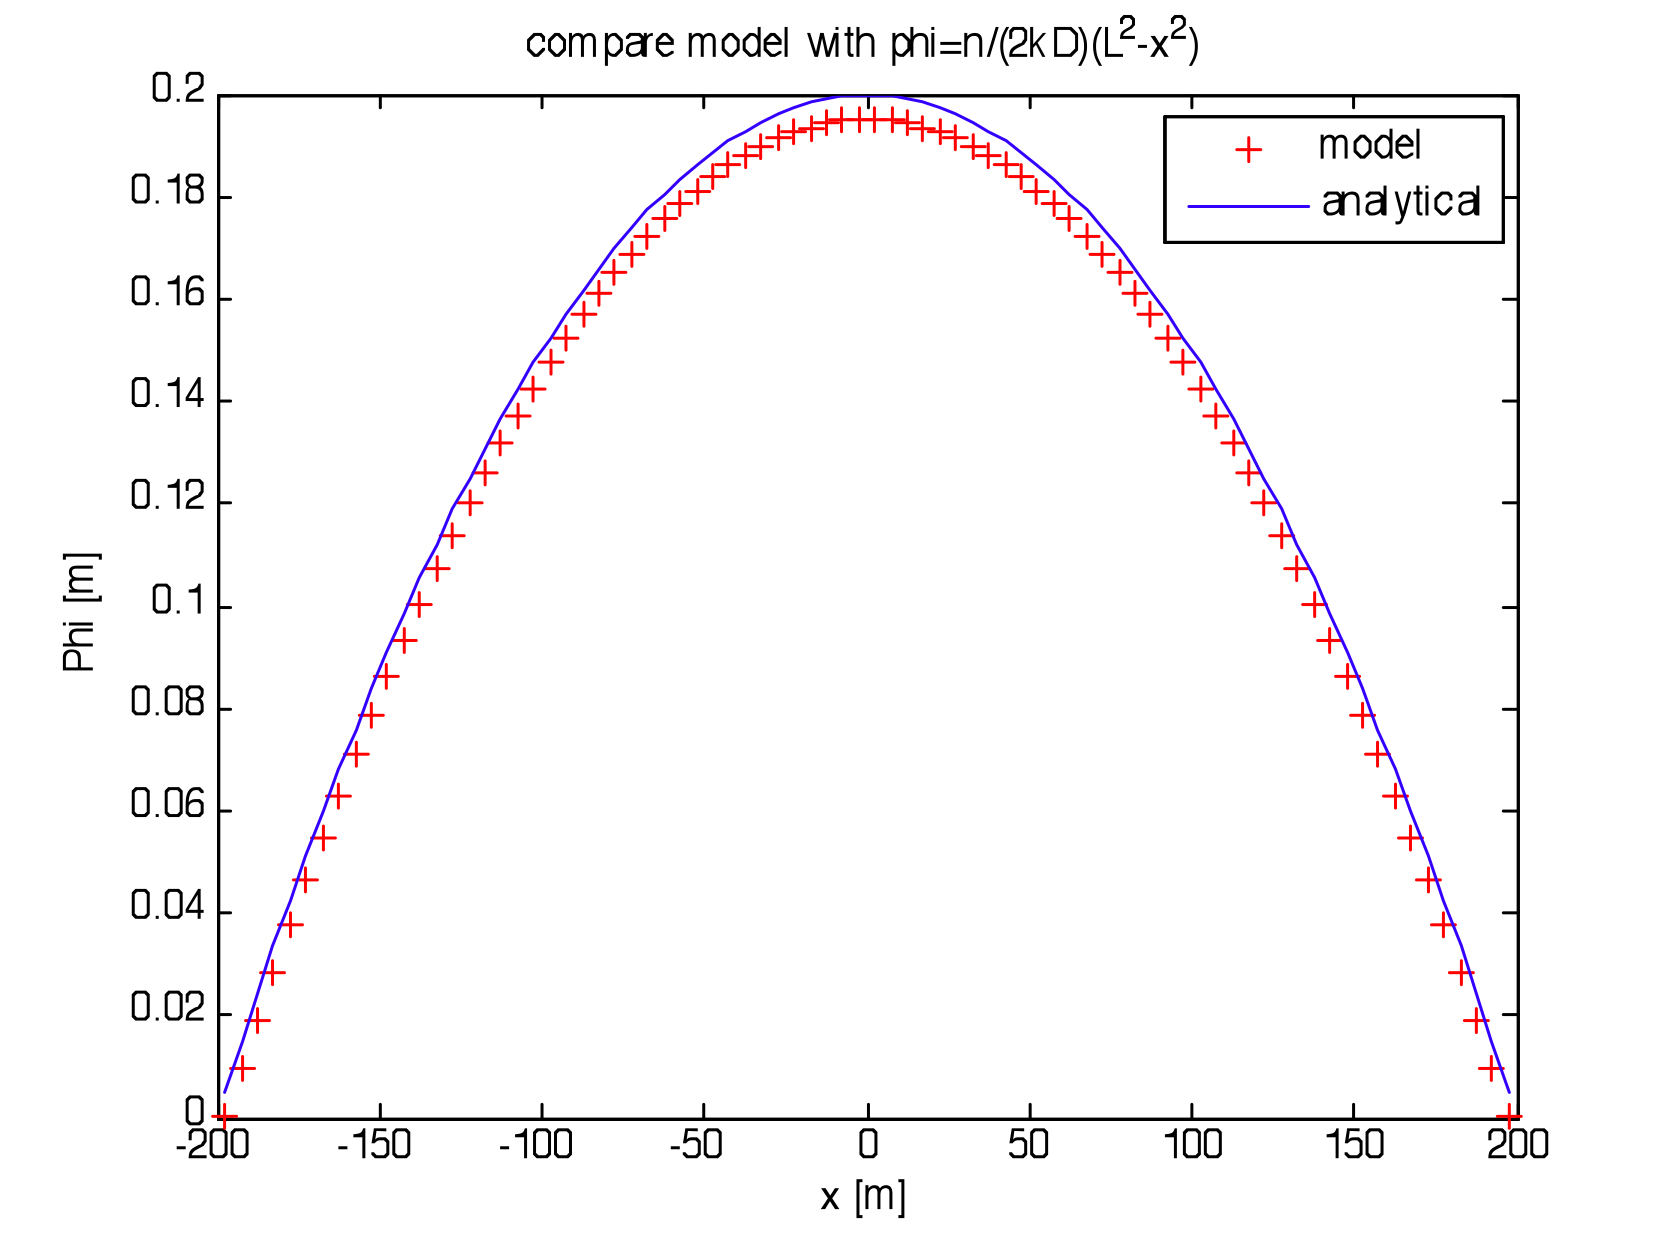 compare model with phi=n/(2kD)(L²-x²)
0.2
0.18
0.16
0.14
0.12
0.1
0.08
0.06
0.04
0.02
0
Phi [m]
model
analytical
-200 -150 -100 -50 0 50 100 150 200
x [m]